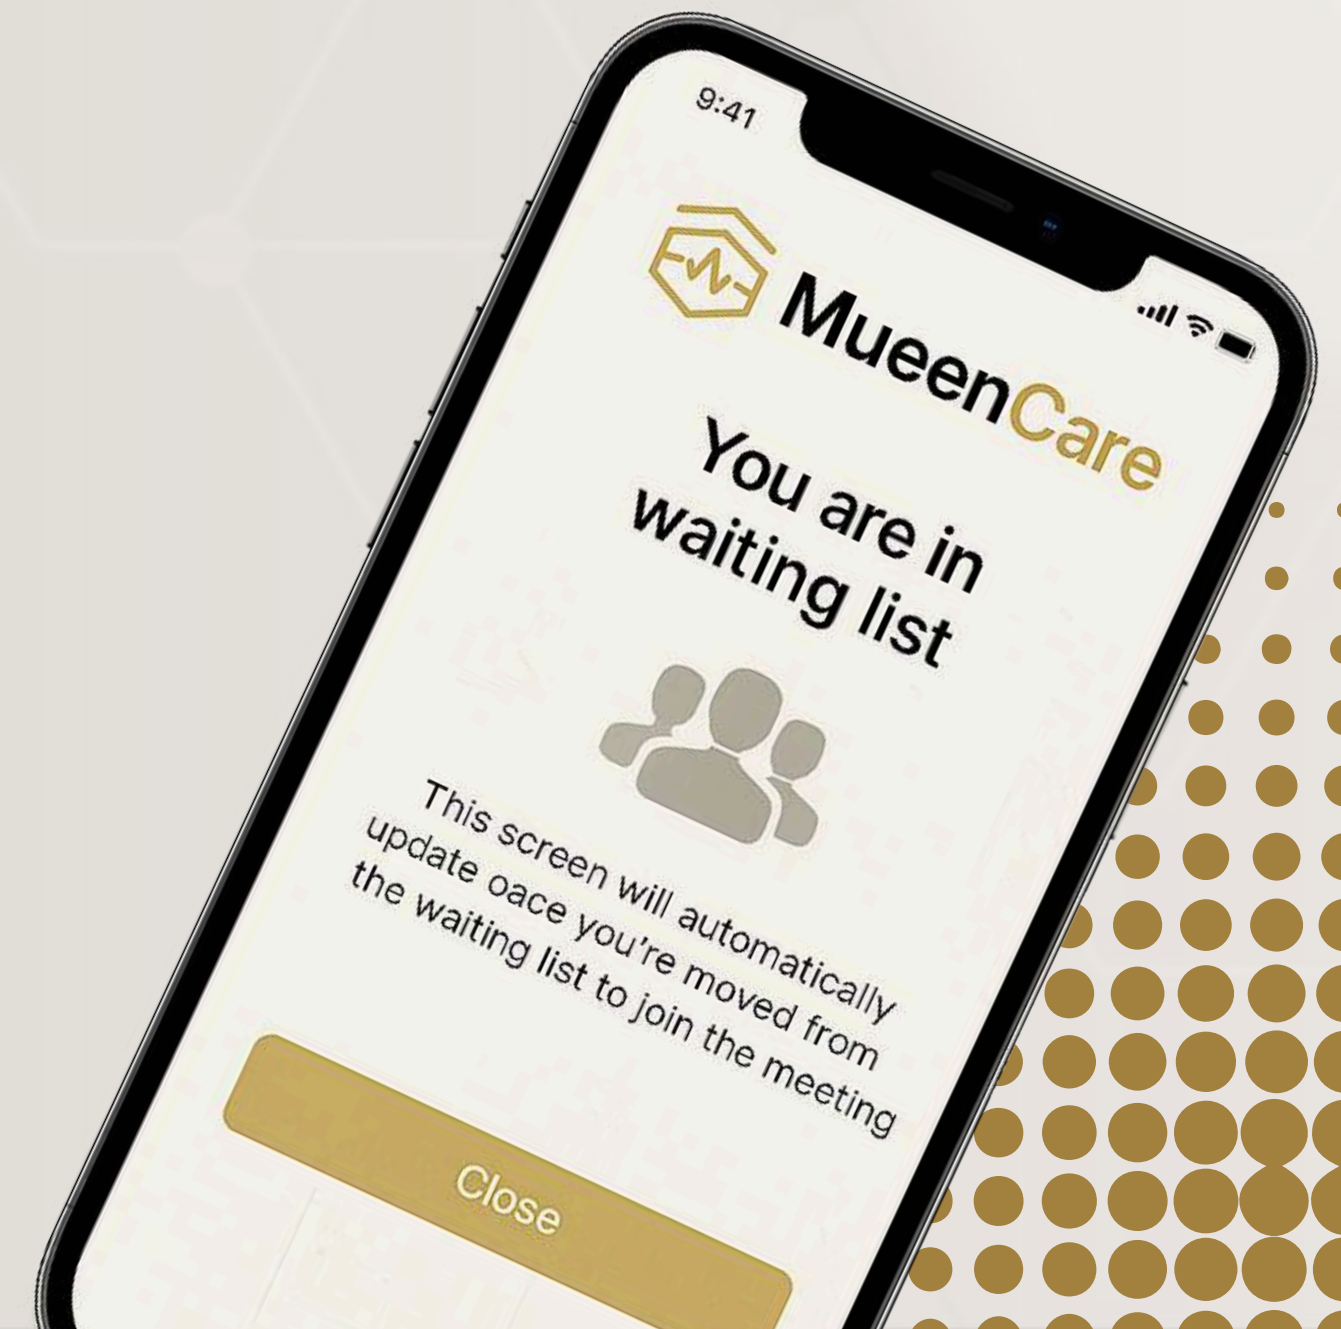 9:41
MueenCare
You are in
waiting list
This screen will automatically
update oace you're moved from
the waiting list to join the meeting
Close